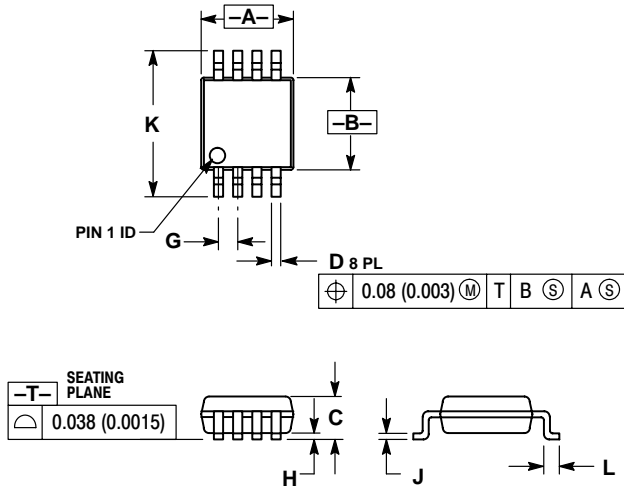 –A–
K
–B–
PIN 1 ID
G
D 8 PL
⌖ 0.08 (0.003) Ⓜ T B Ⓢ A Ⓢ
–T– SEATING
PLANE
⌓ 0.038 (0.0015)
C
H
J
L